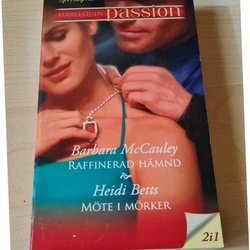 HARLEQUIN passion
Barbara McCauley
RAFFINERAD HÄMND
&
Heidi Betts
MÖTE I MÖRKER
2i1